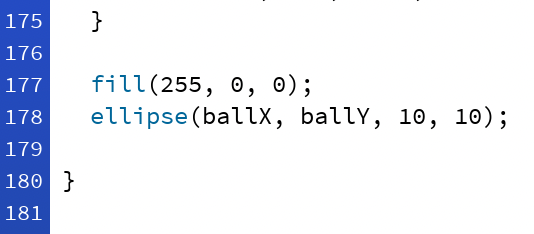 175 }
176
177 fill(255, 0, 0);
178 ellipse(ballX, ballY, 10, 10);
179
180 }
181